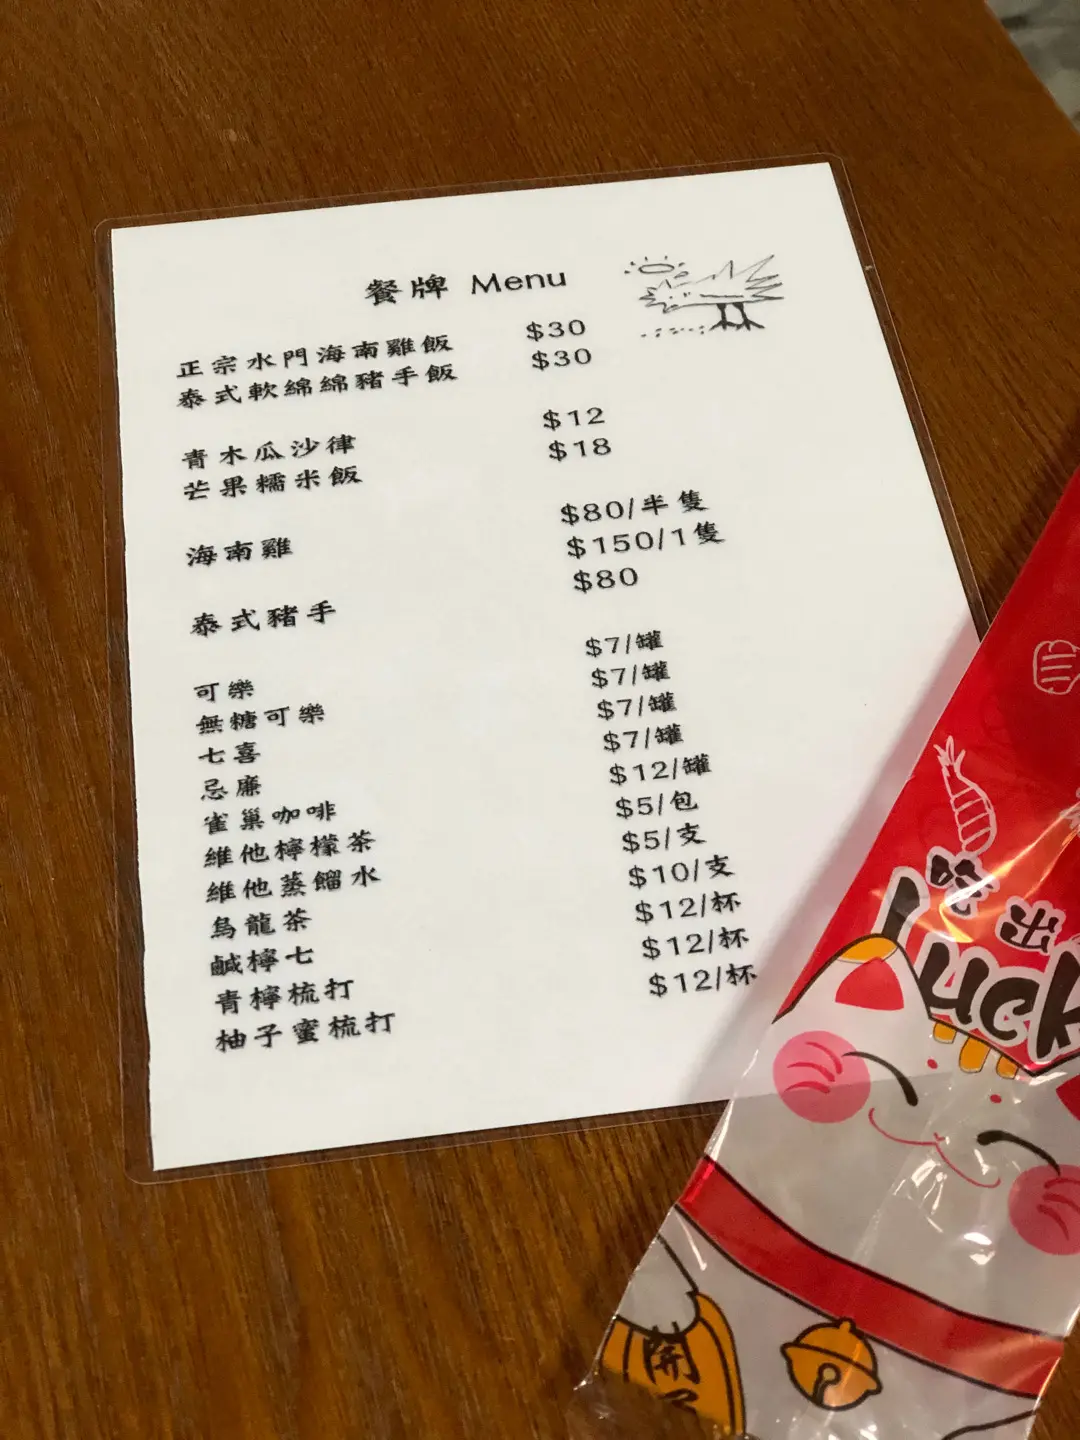 餐牌 Menu
正宗水門海南雞飯 $30
泰式軟綿綿豬手飯 $30
青木瓜沙律 $12
芒果糯米飯 $18
海南雞 $80/半隻
$150/1隻
泰式豬手 $80
可樂 $7/罐
無糖可樂 $7/罐
七喜 $7/罐
忌廉 $7/罐
雀巢咖啡 $12/罐
維他檸檬茶 $5/包
維他蒸餾水 $5/支
烏龍茶 $10/支
鹹檸七 $12/杯
青檸梳打 $12/杯
柚子蜜梳打 $12/杯
吃出
Luck
開